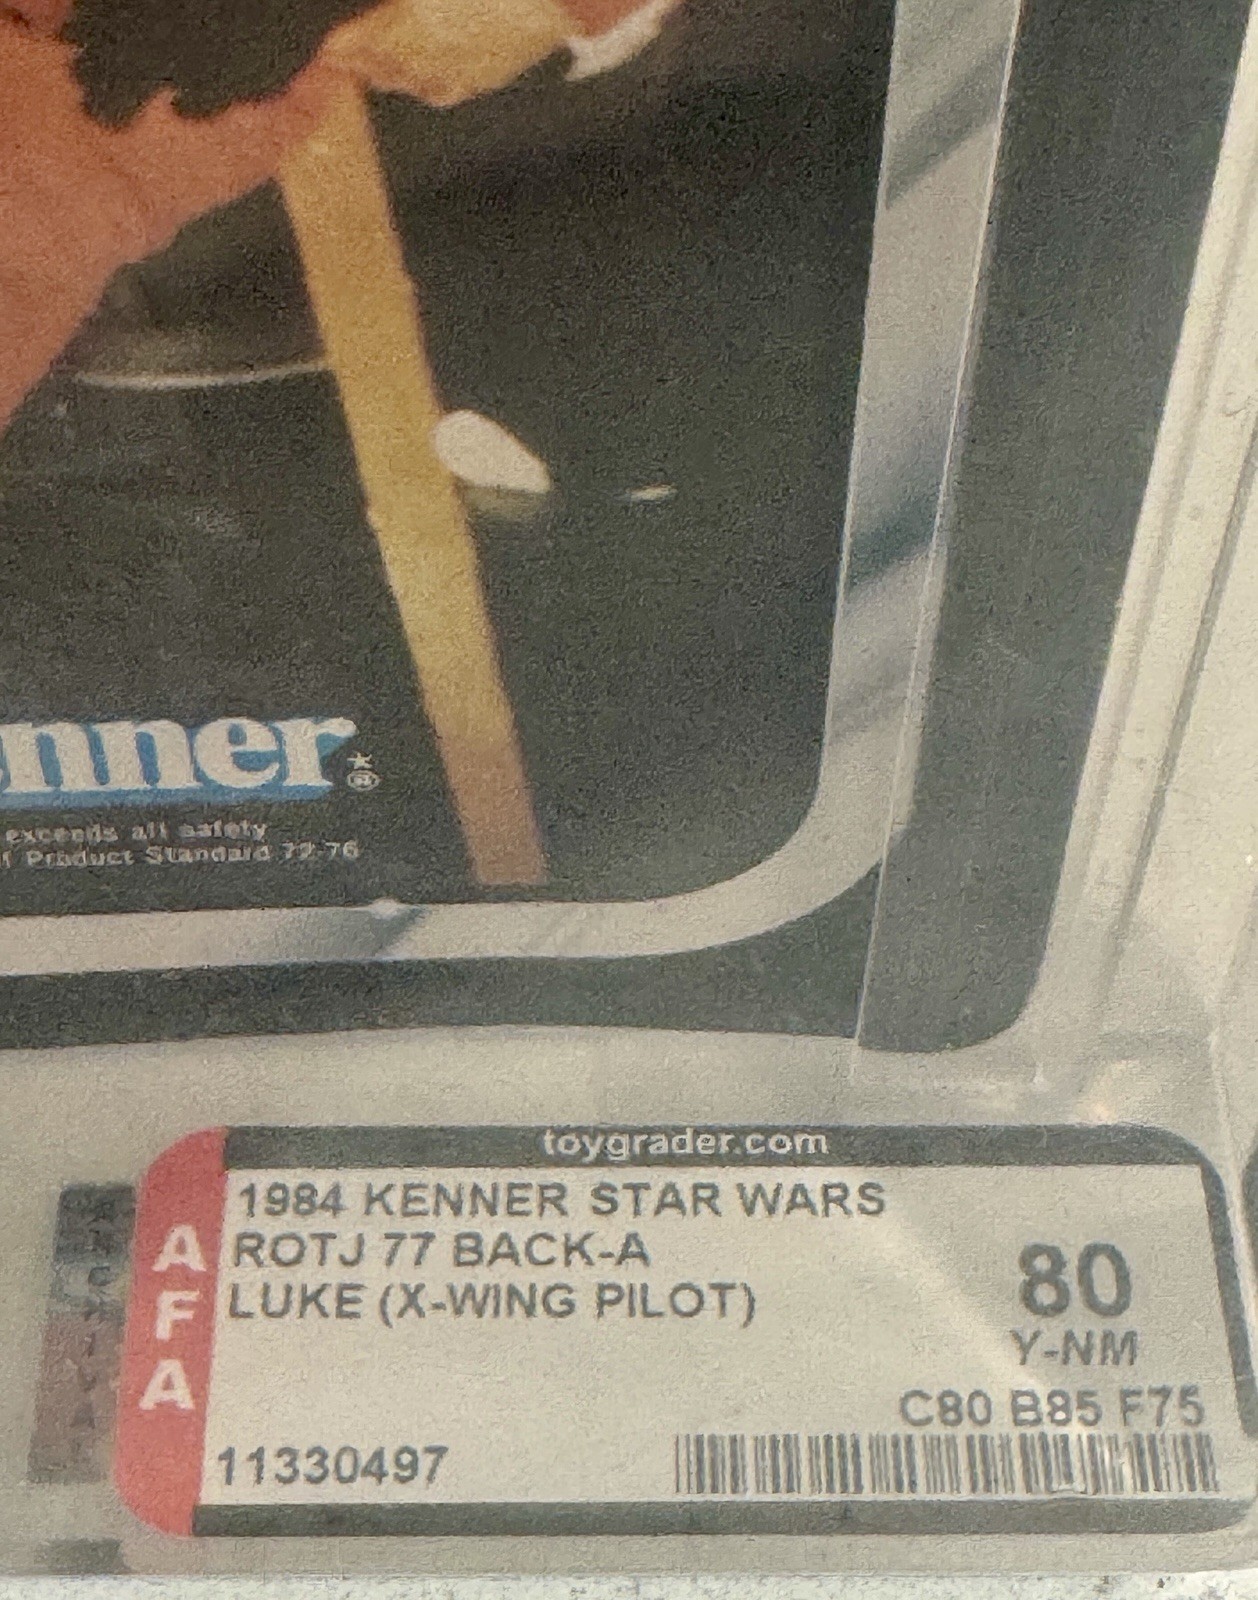 enner
exceeds all safety
f Product Standard 72-76
toygrader.com
1984 KENNER STAR WARS
ROTJ 77 BACK-A
LUKE (X-WING PILOT)
80
Y-NM
C80 B85 F75
11330497
AFA